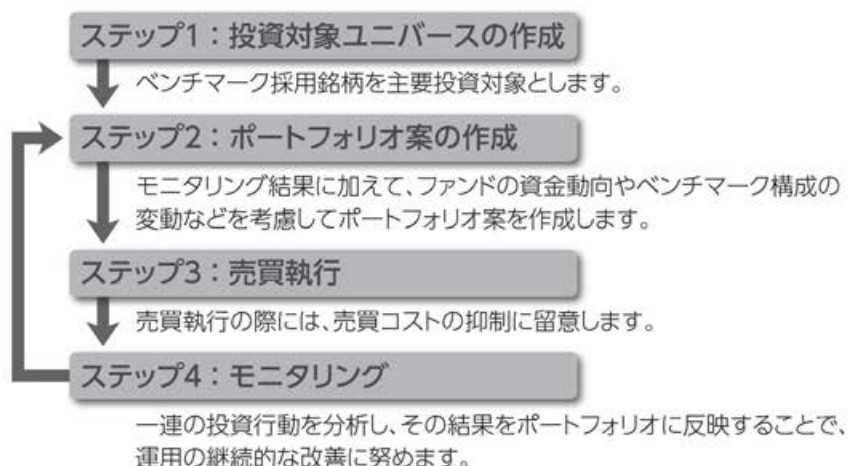 ステップ1：投資対象ユニバースの作成
ベンチマーク採用銘柄を主要投資対象とします。
ステップ2：ポートフォリオ案の作成
モニタリング結果に加えて、ファンドの資金動向やベンチマーク構成の
変動などを考慮してポートフォリオ案を作成します。
ステップ3：売買執行
売買執行の際には、売買コストの抑制に留意します。
ステップ4：モニタリング
一連の投資行動を分析し、その結果をポートフォリオに反映することで、
運用の継続的な改善に努めます。